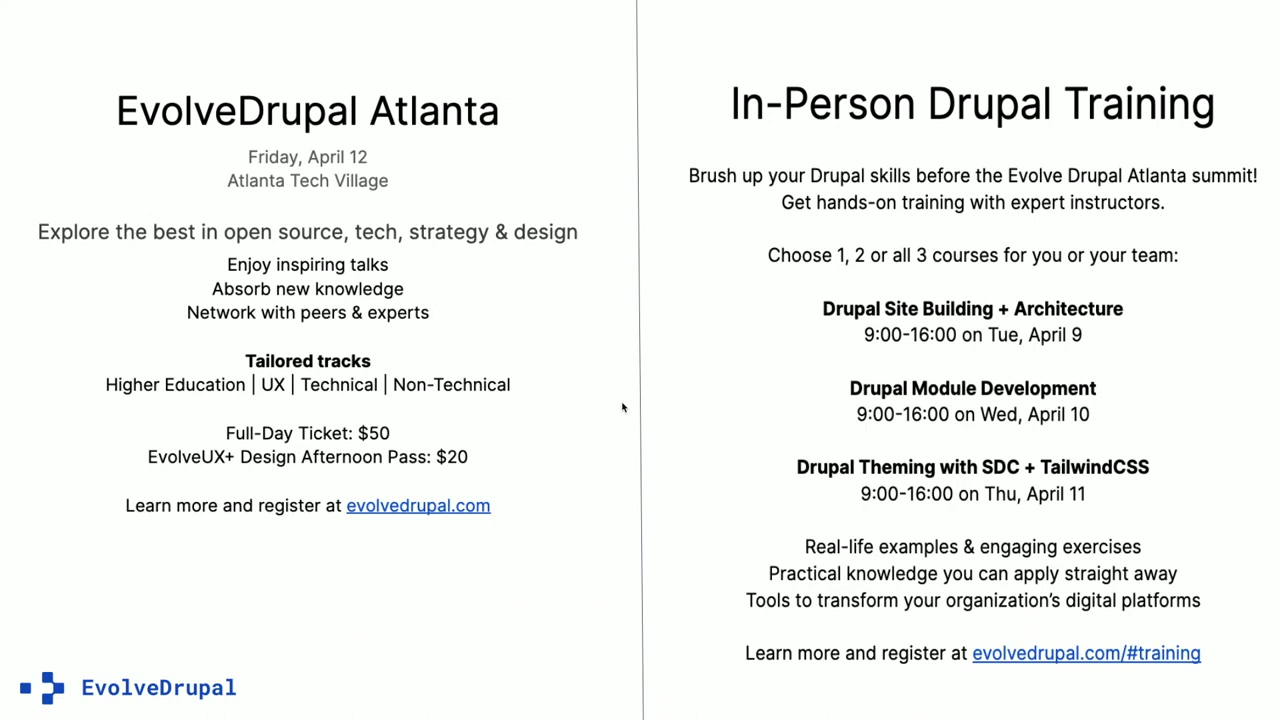 EvolveDrupal Atlanta
Friday, April 12
Atlanta Tech Village
Explore the best in open source, tech, strategy & design
Enjoy inspiring talks
Absorb new knowledge
Network with peers & experts
Tailored tracks
Higher Education | UX | Technical | Non-Technical
Full-Day Ticket: $50
EvolveUX+ Design Afternoon Pass: $20
Learn more and register at evolvedrupal.com
EvolveDrupal
In-Person Drupal Training
Brush up your Drupal skills before the Evolve Drupal Atlanta summit!
Get hands-on training with expert instructors.
Choose 1, 2 or all 3 courses for you or your team:
Drupal Site Building + Architecture
9:00-16:00 on Tue, April 9
Drupal Module Development
9:00-16:00 on Wed, April 10
Drupal Theming with SDC + TailwindCSS
9:00-16:00 on Thu, April 11
Real-life examples & engaging exercises
Practical knowledge you can apply straight away
Tools to transform your organization's digital platforms
Learn more and register at evolvedrupal.com/#training